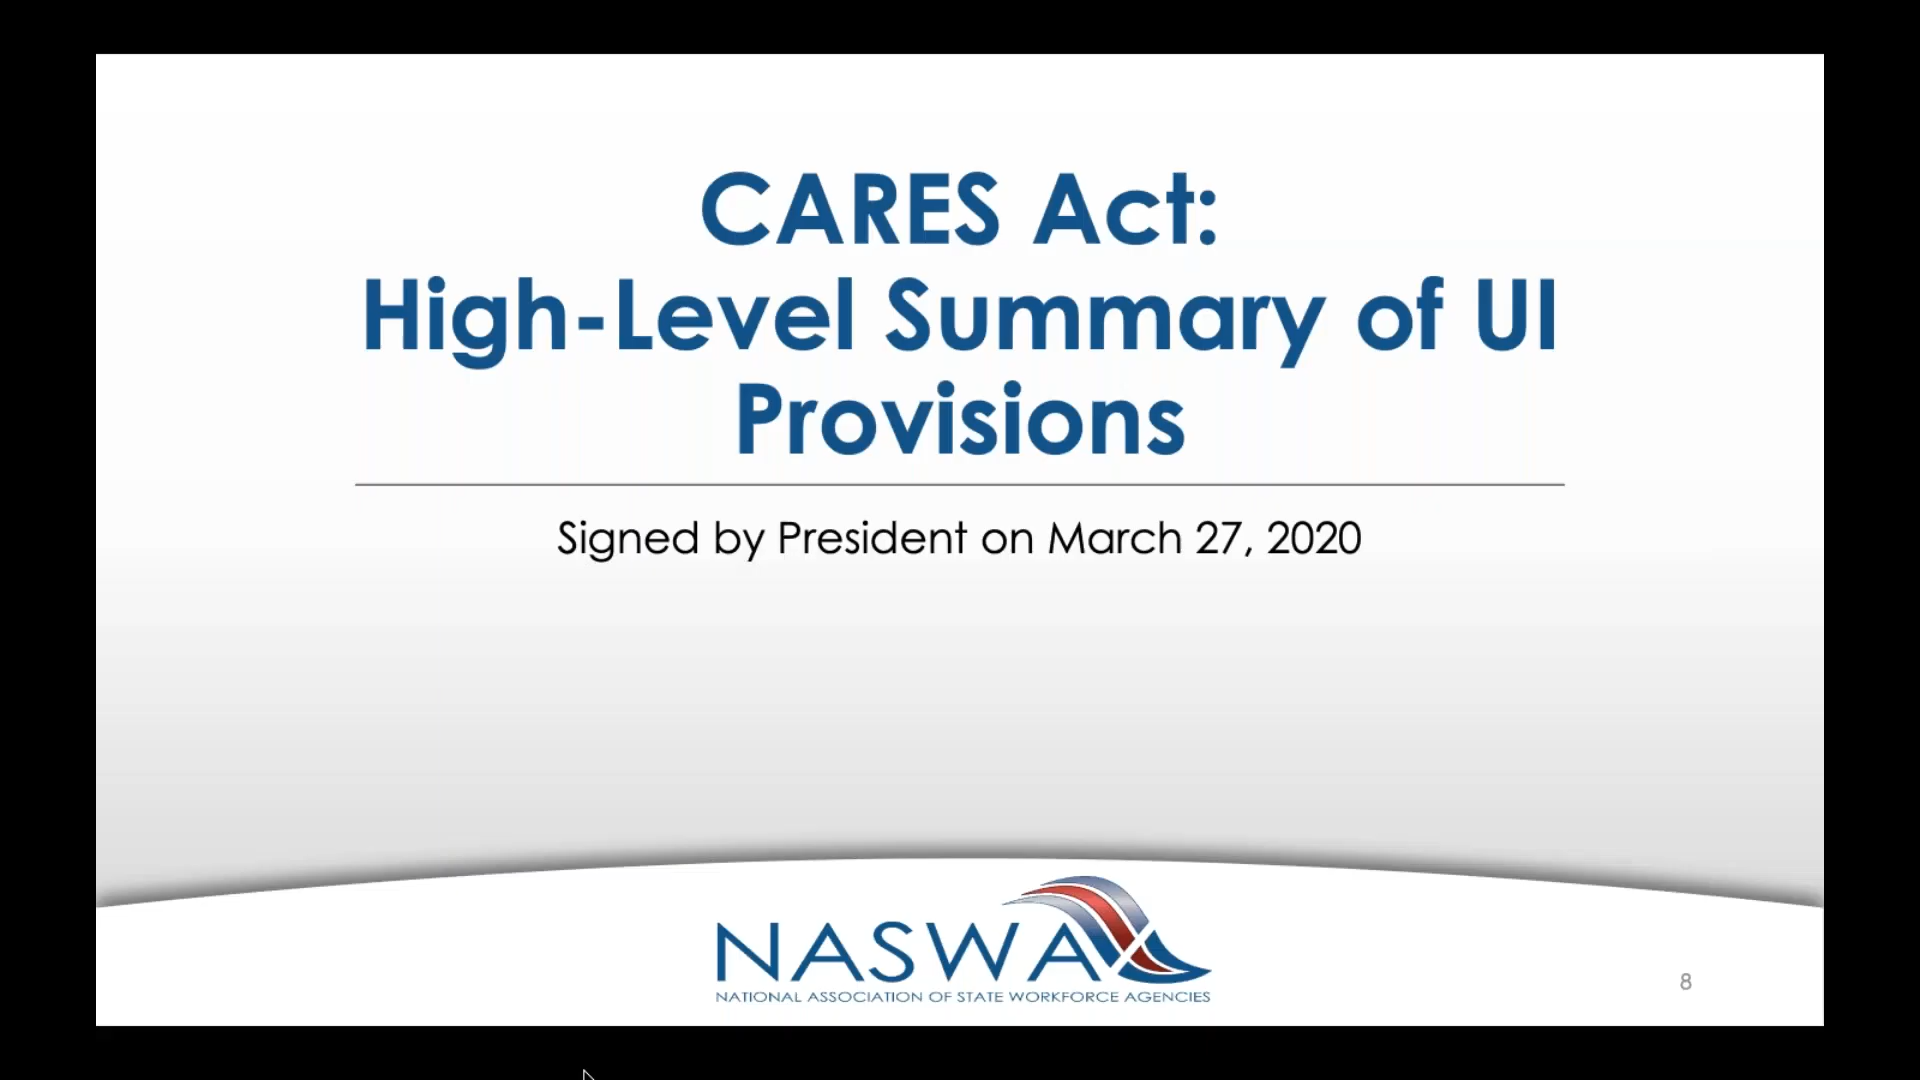 CARES Act:
High-Level Summary of UI
Provisions
Signed by President on March 27, 2020
NASWA
NATIONAL ASSOCIATION OF STATE WORKFORCE AGENCIES
8